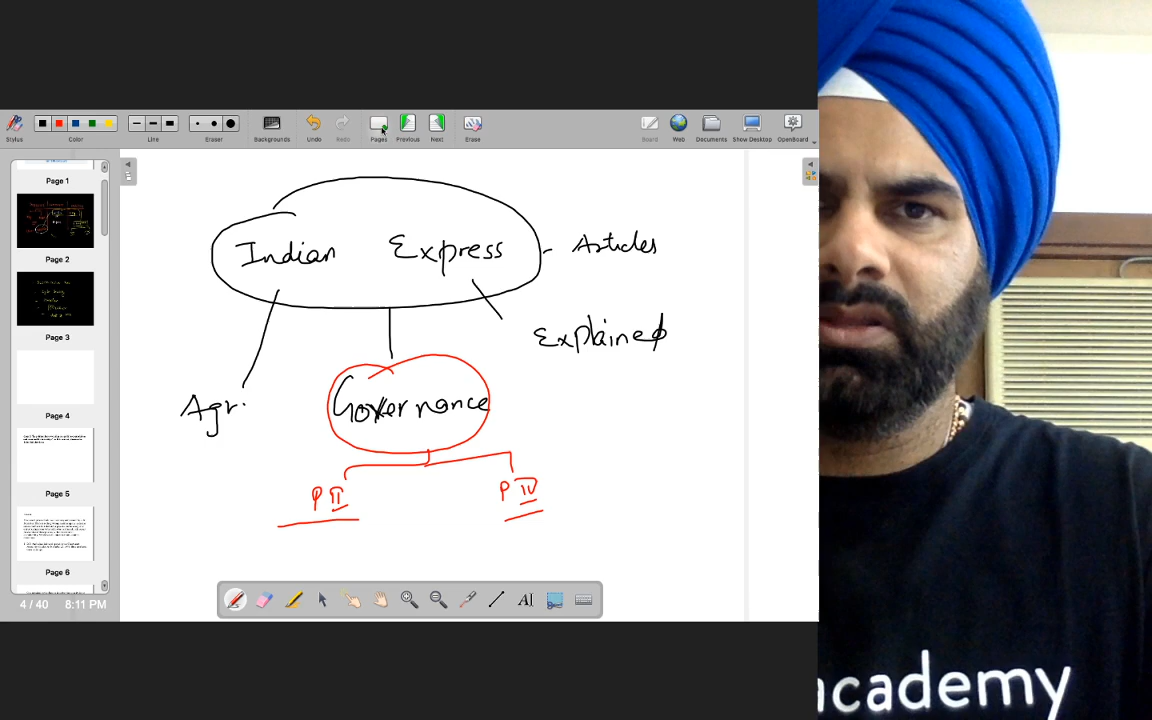 Stylus
Color
Line
Eraser
Backgrounds
Undo
Redo
Pages
Previous
Next
Erase
Board
Web
Documents
Show Desktop
OpenBoard
Page 1
Page 2
Page 3
Page 4
Page 5
Page 6
4 / 40 8:11 PM
Indian Express - Articles
Explained
Agr.
Governance
P II
P IV
AI
academy